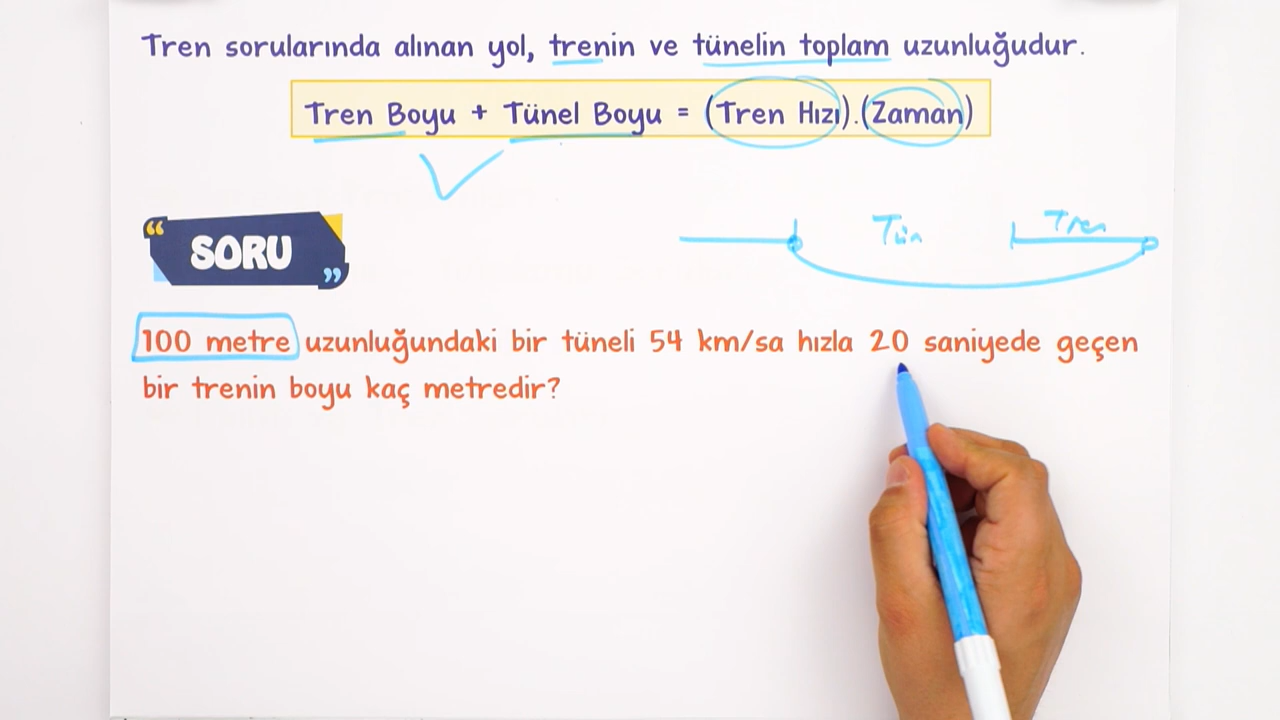 Tren sorularında alınan yol, trenin ve tünelin toplam uzunluğudur.
Tren Boyu + Tünel Boyu = (Tren Hızı).(Zaman)
Tün
Tren
“ SORU ”
100 metre uzunluğundaki bir tüneli 54 km/sa hızla 20 saniyede geçen
bir trenin boyu kaç metredir?